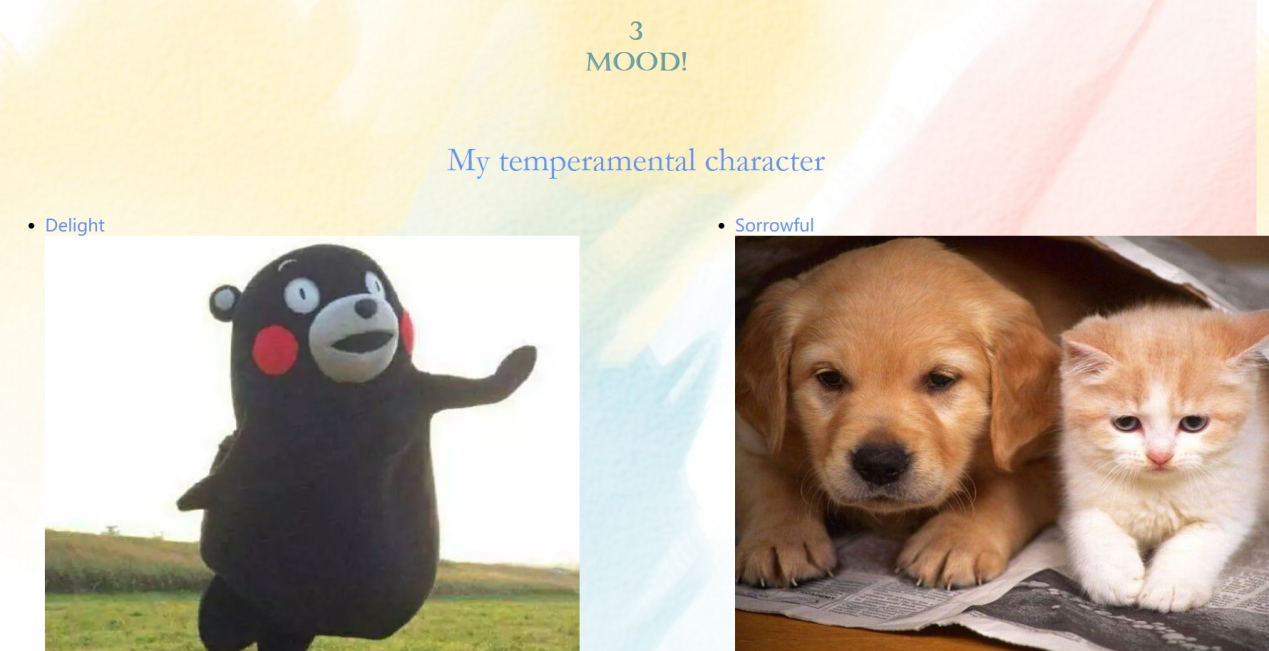 3
MOOD!
My temperamental character
Delight
Sorrowful